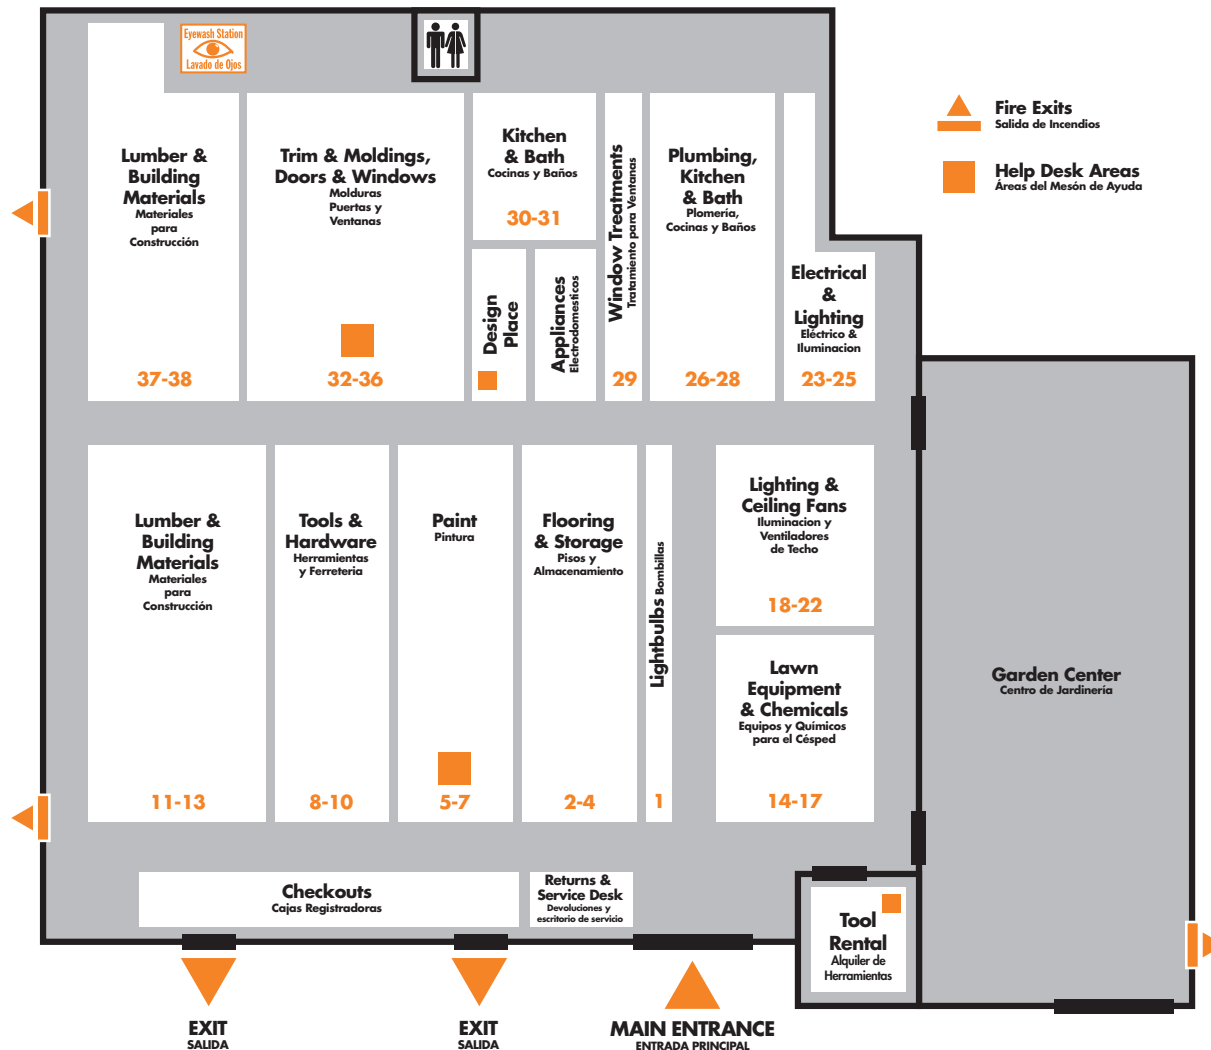 Eyewash Station
Lavado de Ojos
Fire Exits
Salida de Incendios
Help Desk Areas
Áreas del Mesón de Ayuda
Lumber &
Building
Materials
Materiales
para
Construcción
37-38
Trim & Moldings,
Doors & Windows
Molduras
Puertas y
Ventanas
32-36
Kitchen
& Bath
Cocinas y Baños
30-31
Design
Place
Appliances
Electrodomesticos
Window Treatments
Tratamiento para Ventanas
29
Plumbing,
Kitchen
& Bath
Plomería,
Cocinas y Baños
26-28
Electrical
&
Lighting
Eléctrico &
Iluminacion
23-25
Lumber &
Building
Materials
Materiales
para
Construcción
11-13
Tools &
Hardware
Herramientas
y Ferreteria
8-10
Paint
Pintura
5-7
Flooring
& Storage
Pisos y
Almacenamiento
2-4
Lightbulbs Bombillas
1
Lighting &
Ceiling Fans
Iluminacion y
Ventiladores
de Techo
18-22
Lawn
Equipment
& Chemicals
Equipos y Químicos
para el Césped
14-17
Garden Center
Centro de Jardinería
Checkouts
Cajas Registradoras
Returns &
Service Desk
Devoluciones y
escritorio de servicio
Tool
Rental
Alquiler de
Herramientas
EXIT
SALIDA
EXIT
SALIDA
MAIN ENTRANCE
ENTRADA PRINCIPAL